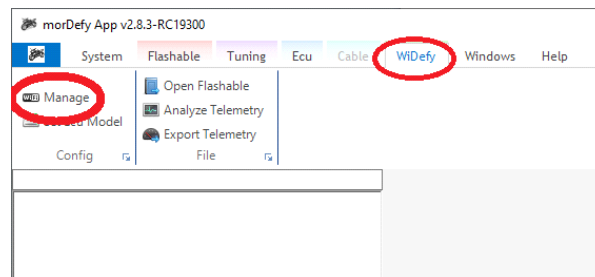 morDefy App v2.8.3-RC19300
System Flashable Tuning Ecu Cable WiDefy Windows Help
Manage
Model
Open Flashable
Analyze Telemetry
Export Telemetry
Config File